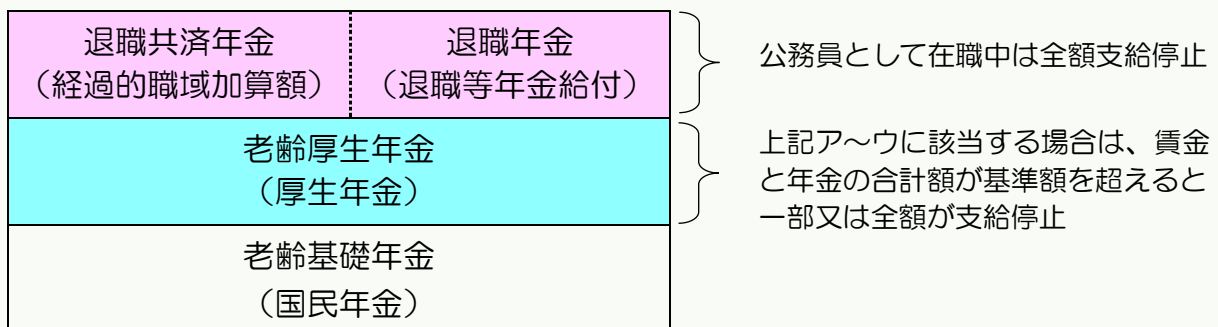 退職共済年金
（経過的職域加算額）
退職年金
（退職等年金給付）
公務員として在職中は全額支給停止
老齢厚生年金
（厚生年金）
上記ア～ウに該当する場合は、賃金
と年金の合計額が基準額を超えると
一部又は全額が支給停止
老齢基礎年金
（国民年金）